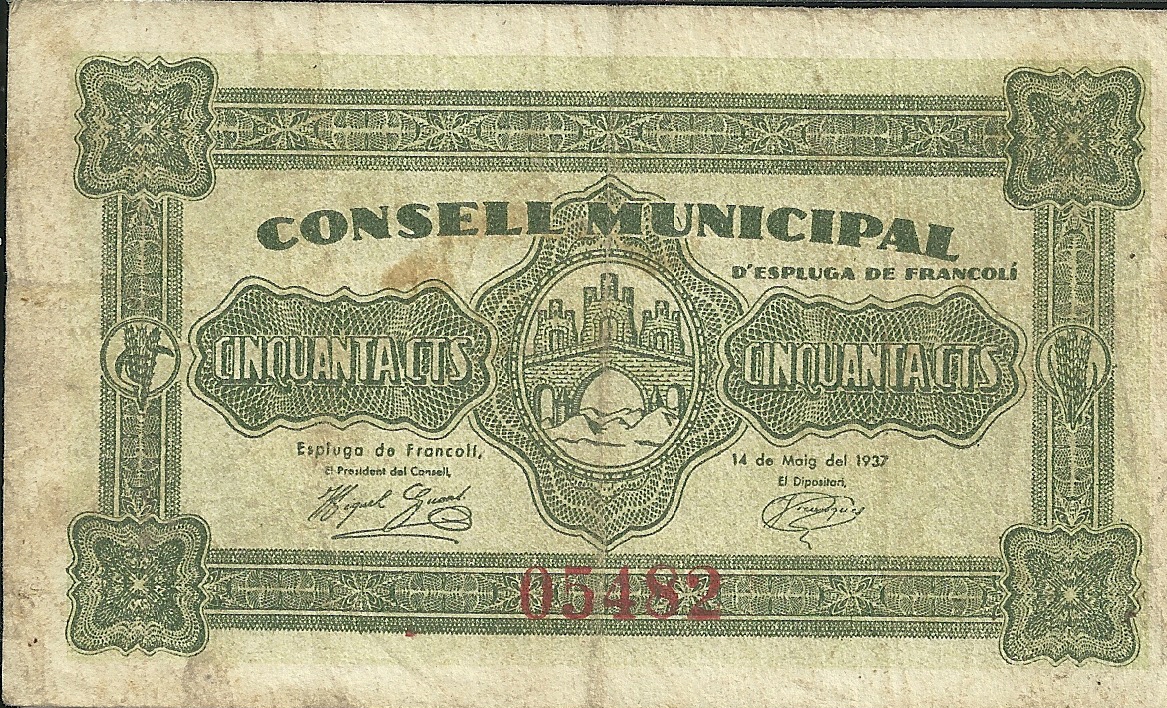 CONSELL MUNICIPAL
D'ESPLUGA DE FRANCOLÍ
CINQUANTA CTS
CINQUANTA CTS
Espluga de Francolí,
14 de Maig del 1937
El President del Consell,
El Dipositari,
Miquel
05482